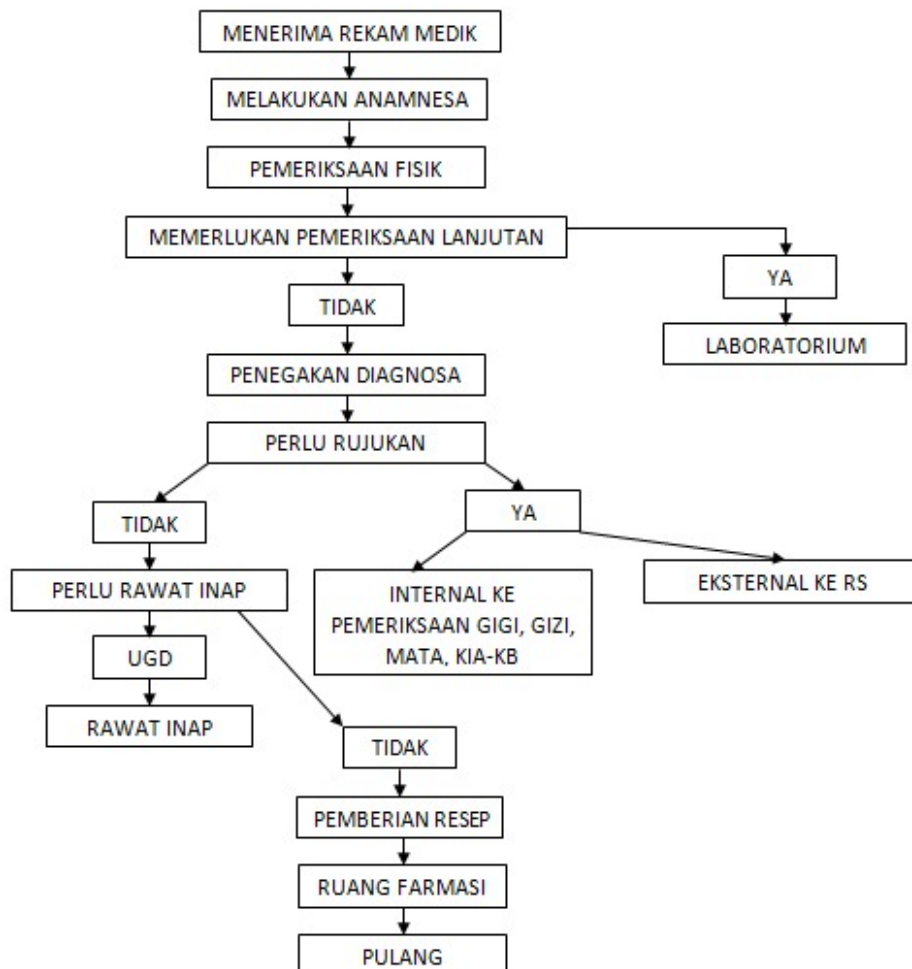 MENERIMA REKAM MEDIK
MELAKUKAN ANAMNESA
PEMERIKSAAN FISIK
MEMERLUKAN PEMERIKSAAN LANJUTAN
YA
TIDAK
LABORATORIUM
PENEGAKAN DIAGNOSA
PERLU RUJUKAN
TIDAK
YA
PERLU RAWAT INAP
INTERNAL KE
PEMERIKSAAN GIGI, GIZI,
MATA, KIA-KB
EKSTERNAL KE RS
UGD
RAWAT INAP
TIDAK
PEMBERIAN RESEP
RUANG FARMASI
PULANG